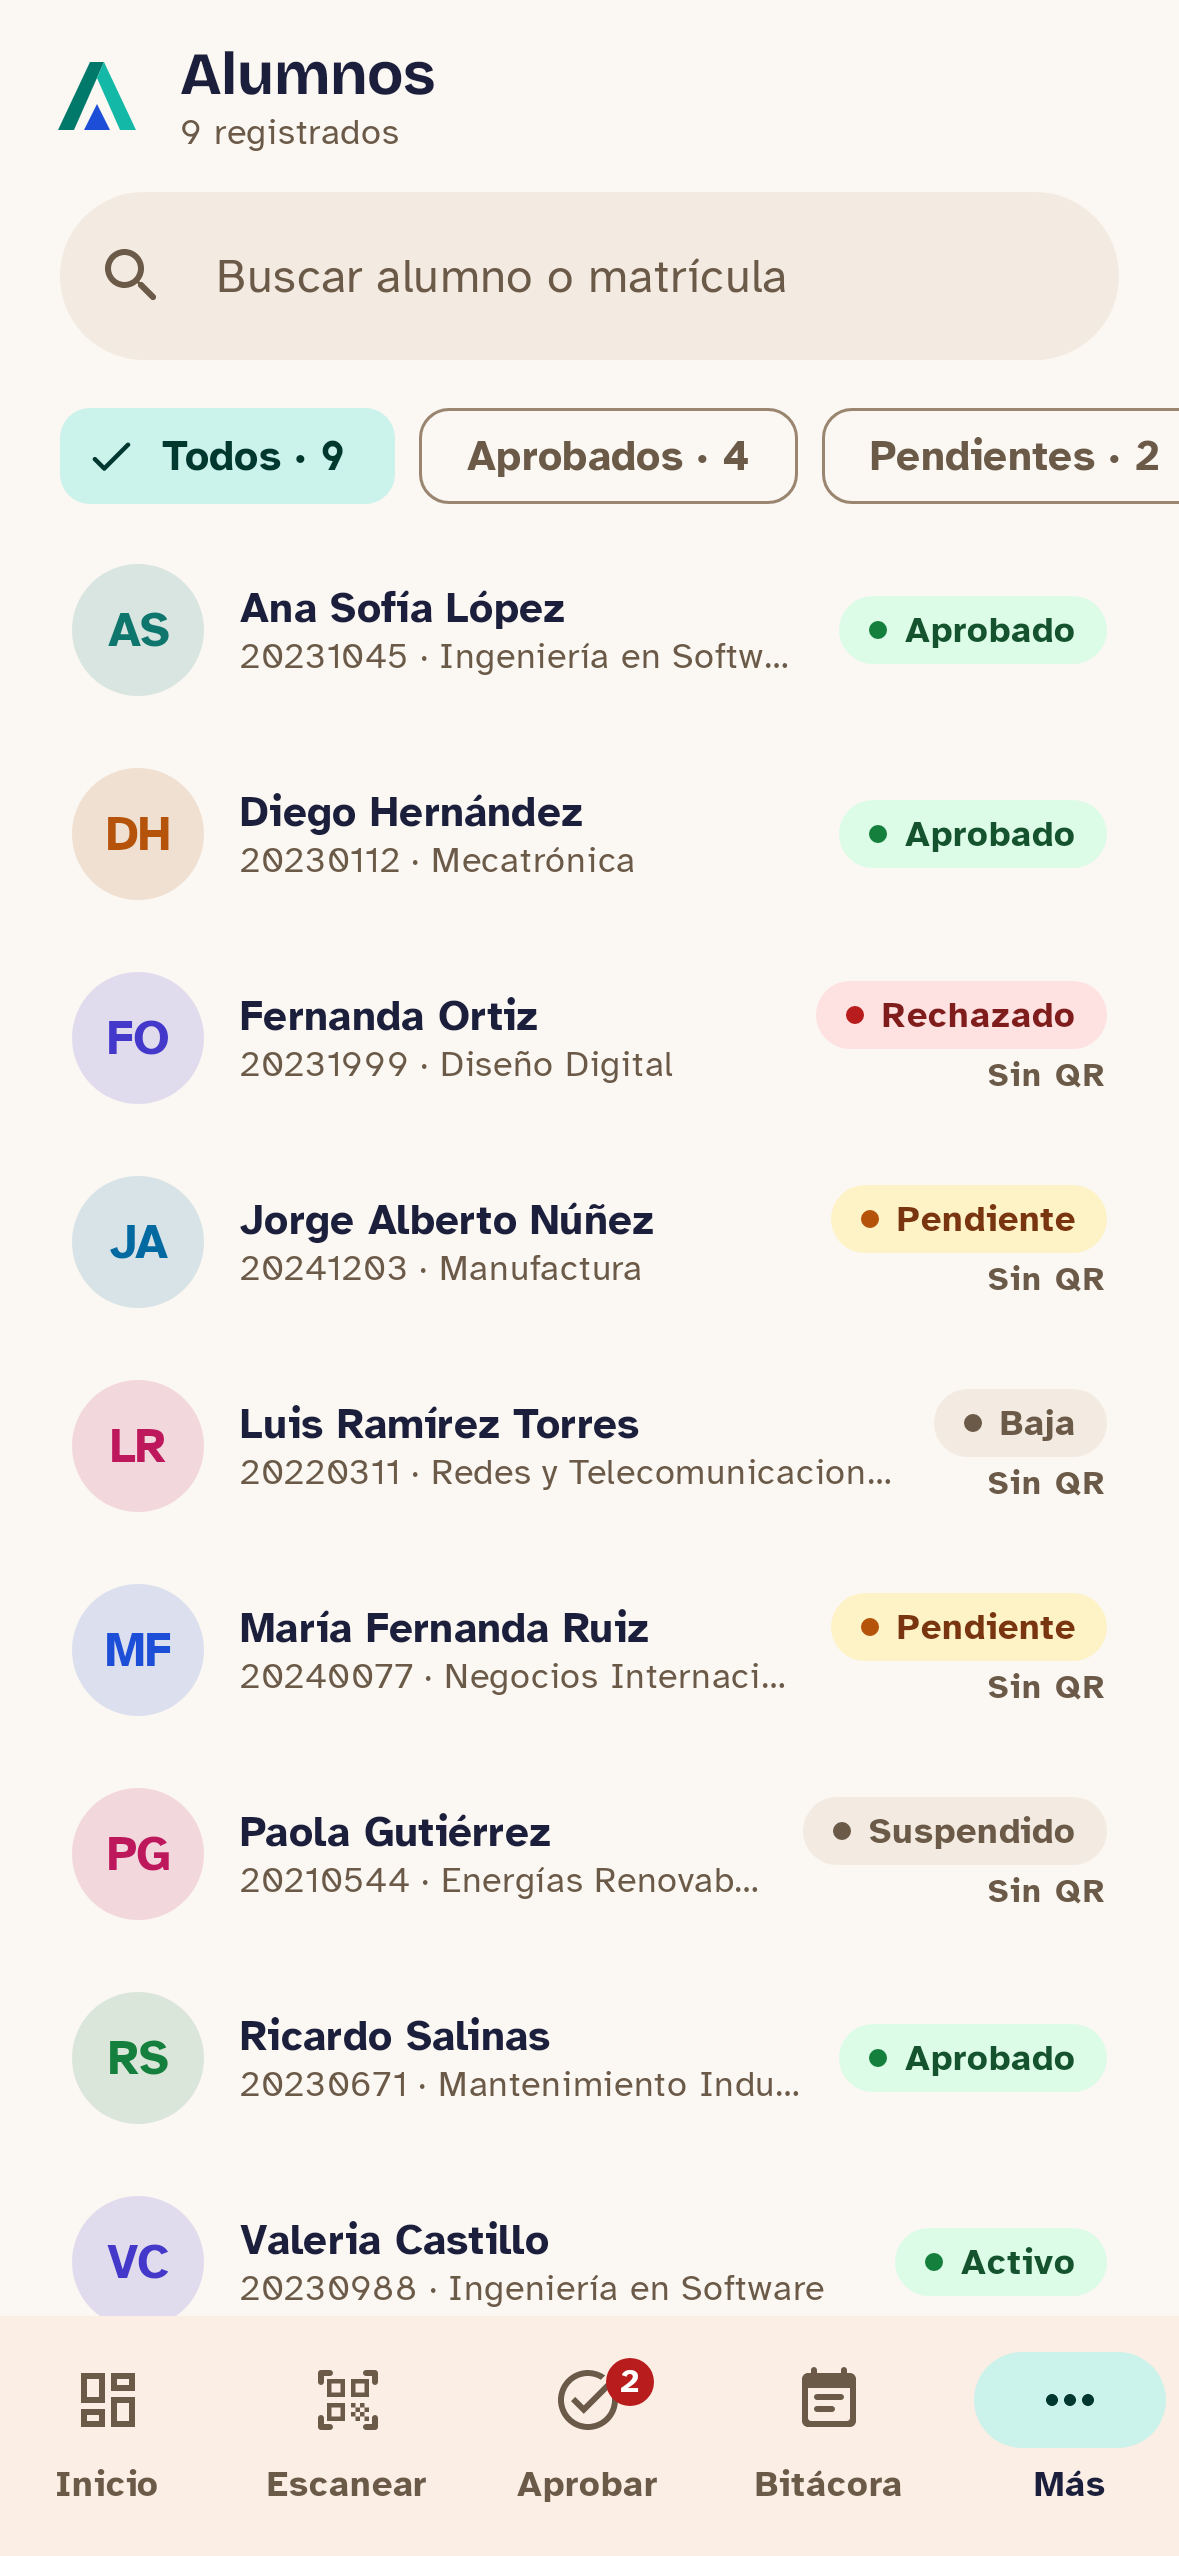 Alumnos
9 registrados
Buscar alumno o matrícula
Todos · 9
Aprobados · 4
Pendientes · 2
AS
Ana Sofía López
20231045 · Ingeniería en Softw...
Aprobado
DH
Diego Hernández
20230112 · Mecatrónica
Aprobado
FO
Fernanda Ortiz
20231999 · Diseño Digital
Rechazado
Sin QR
JA
Jorge Alberto Núñez
20241203 · Manufactura
Pendiente
Sin QR
LR
Luis Ramírez Torres
20220311 · Redes y Telecomunicacion...
Baja
Sin QR
MF
María Fernanda Ruiz
20240077 · Negocios Internaci...
Pendiente
Sin QR
PG
Paola Gutiérrez
20210544 · Energías Renovab...
Suspendido
Sin QR
RS
Ricardo Salinas
20230671 · Mantenimiento Indu...
Aprobado
VC
Valeria Castillo
20230988 · Ingeniería en Software
Activo
2
Inicio
Escanear
Aprobar
Bitácora
Más